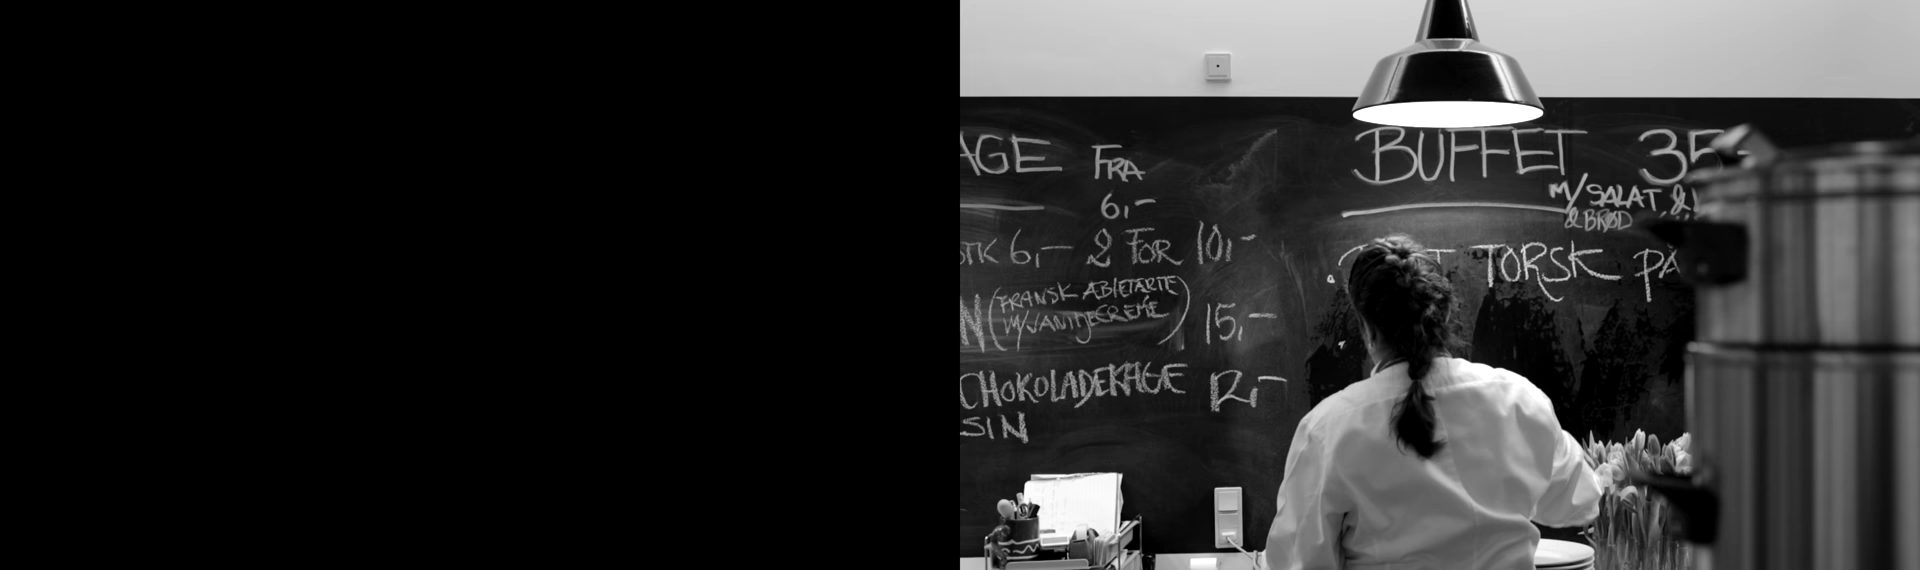 AGE FRA
6,-
STK 6,- 2 FOR 10,-
(FRANSK ÆBLETÆRTE
M/VANILJECREME) 15,-
CHOKOLADEKAGE 12,-
SIN
BUFFET 35
M/SALAT &
& BRØD
TORSK PÅ